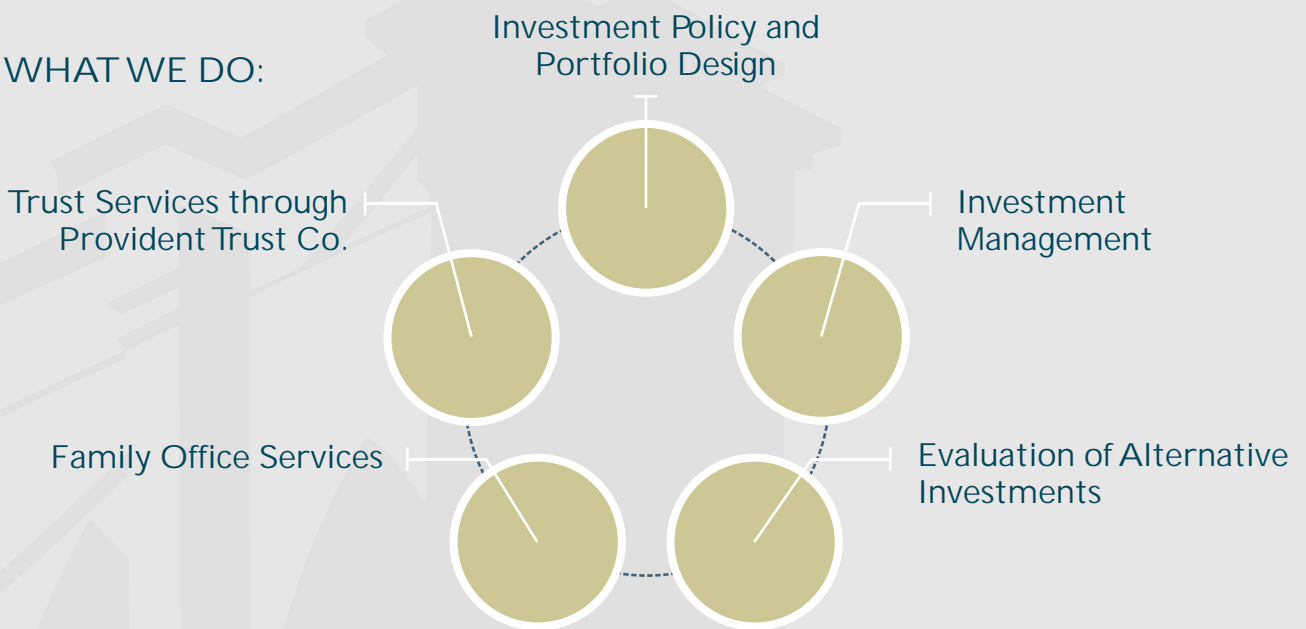 WHAT WE DO:
Investment Policy and
Portfolio Design
Trust Services through
Provident Trust Co.
Investment
Management
Family Office Services
Evaluation of Alternative
Investments